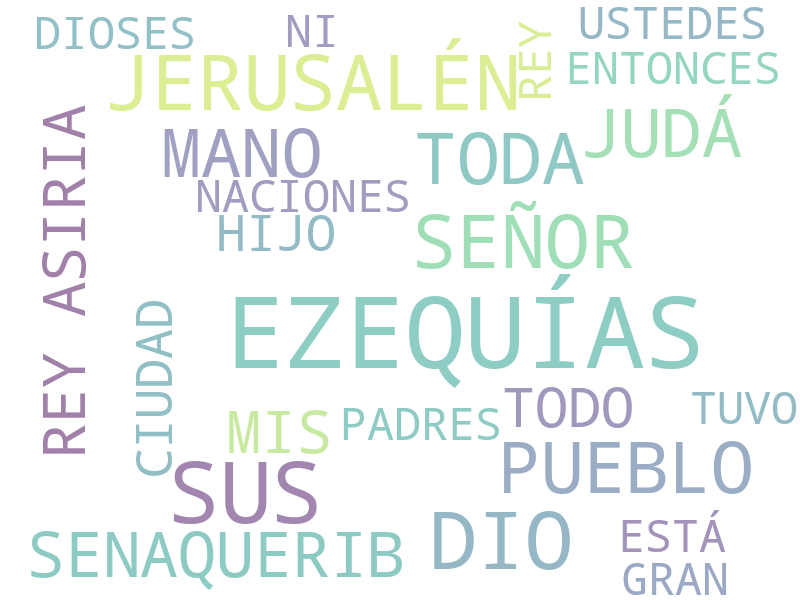 DIOSES
NI
REY
USTEDES
JERUSALÉN
ENTONCES
REY ASIRIA
MANO
TODA
JUDÁ
NACIONES
HIJO
SEÑOR
EZEQUÍAS
CIUDAD
MIS
PADRES
TODO
TUVO
SUS
PUEBLO
SENAQUERIB
DIO
ESTÁ
GRAN